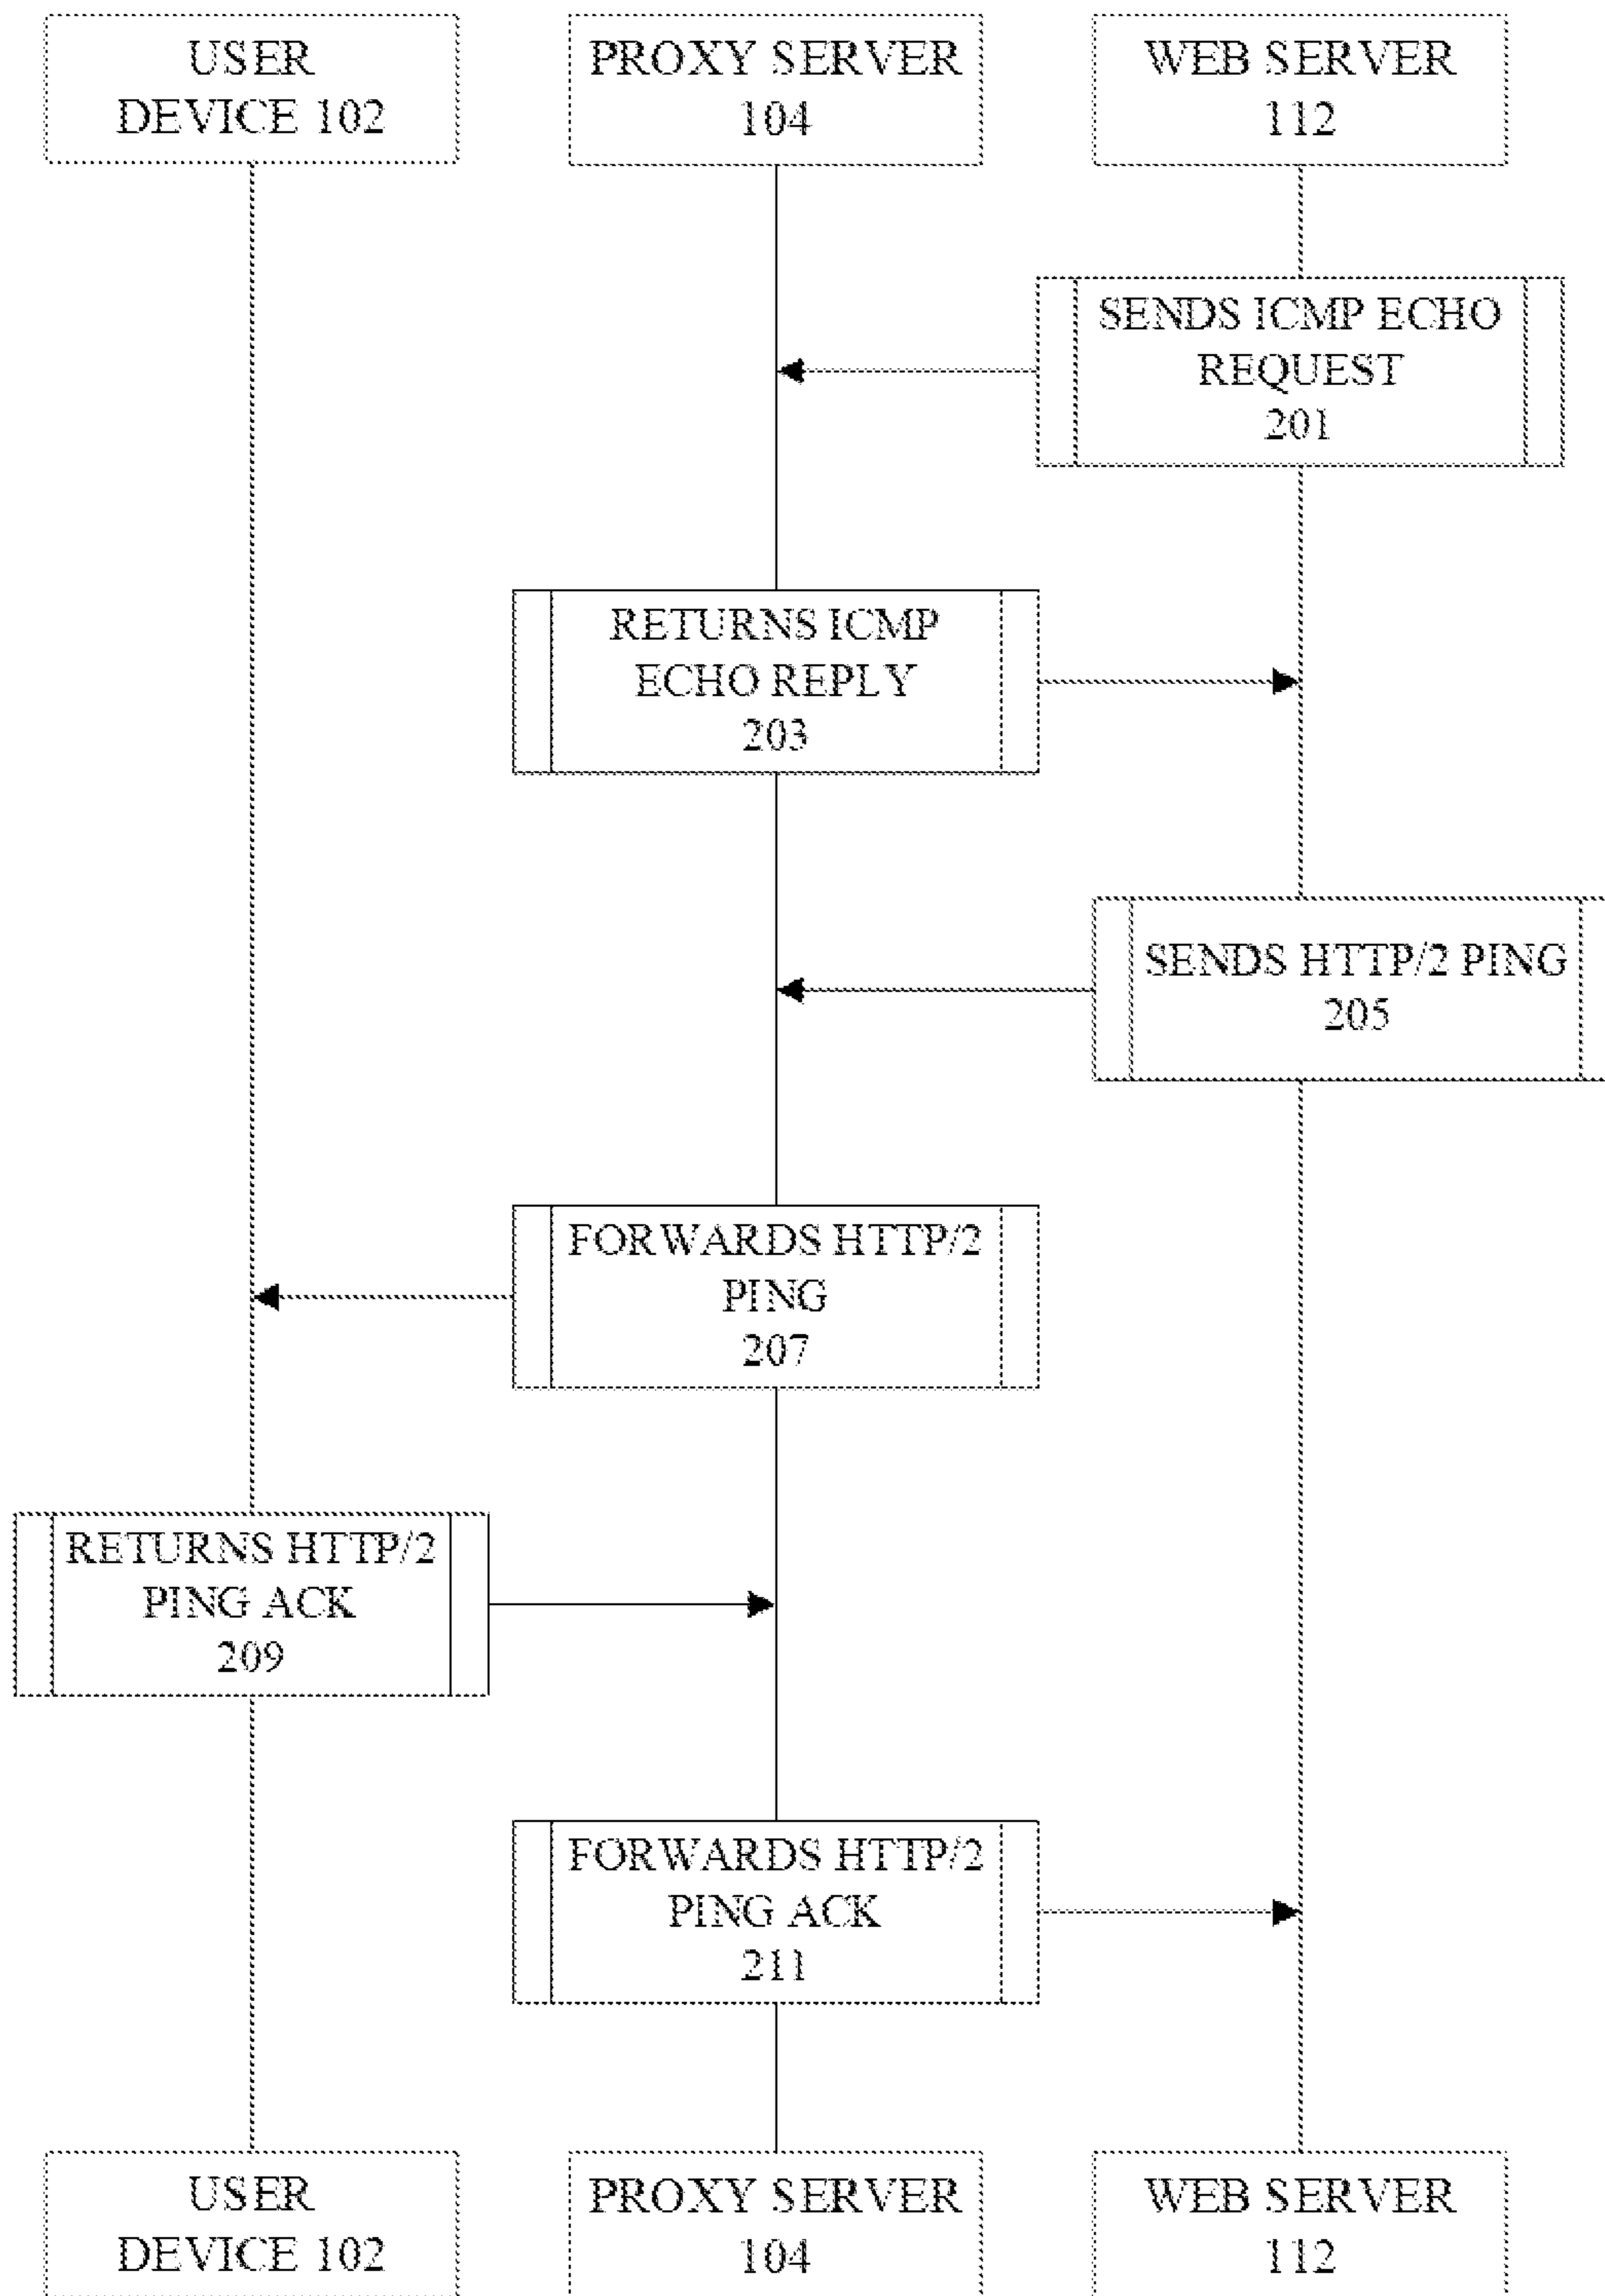 USER
DEVICE 102
PROXY SERVER
104
WEB SERVER
112
SENDS ICMP ECHO
REQUEST
201
RETURNS ICMP
ECHO REPLY
203
SENDS HTTP/2 PING
205
FORWARDS HTTP/2
PING
207
RETURNS HTTP/2
PING ACK
209
FORWARDS HTTP/2
PING ACK
211
USER
DEVICE 102
PROXY SERVER
104
WEB SERVER
112